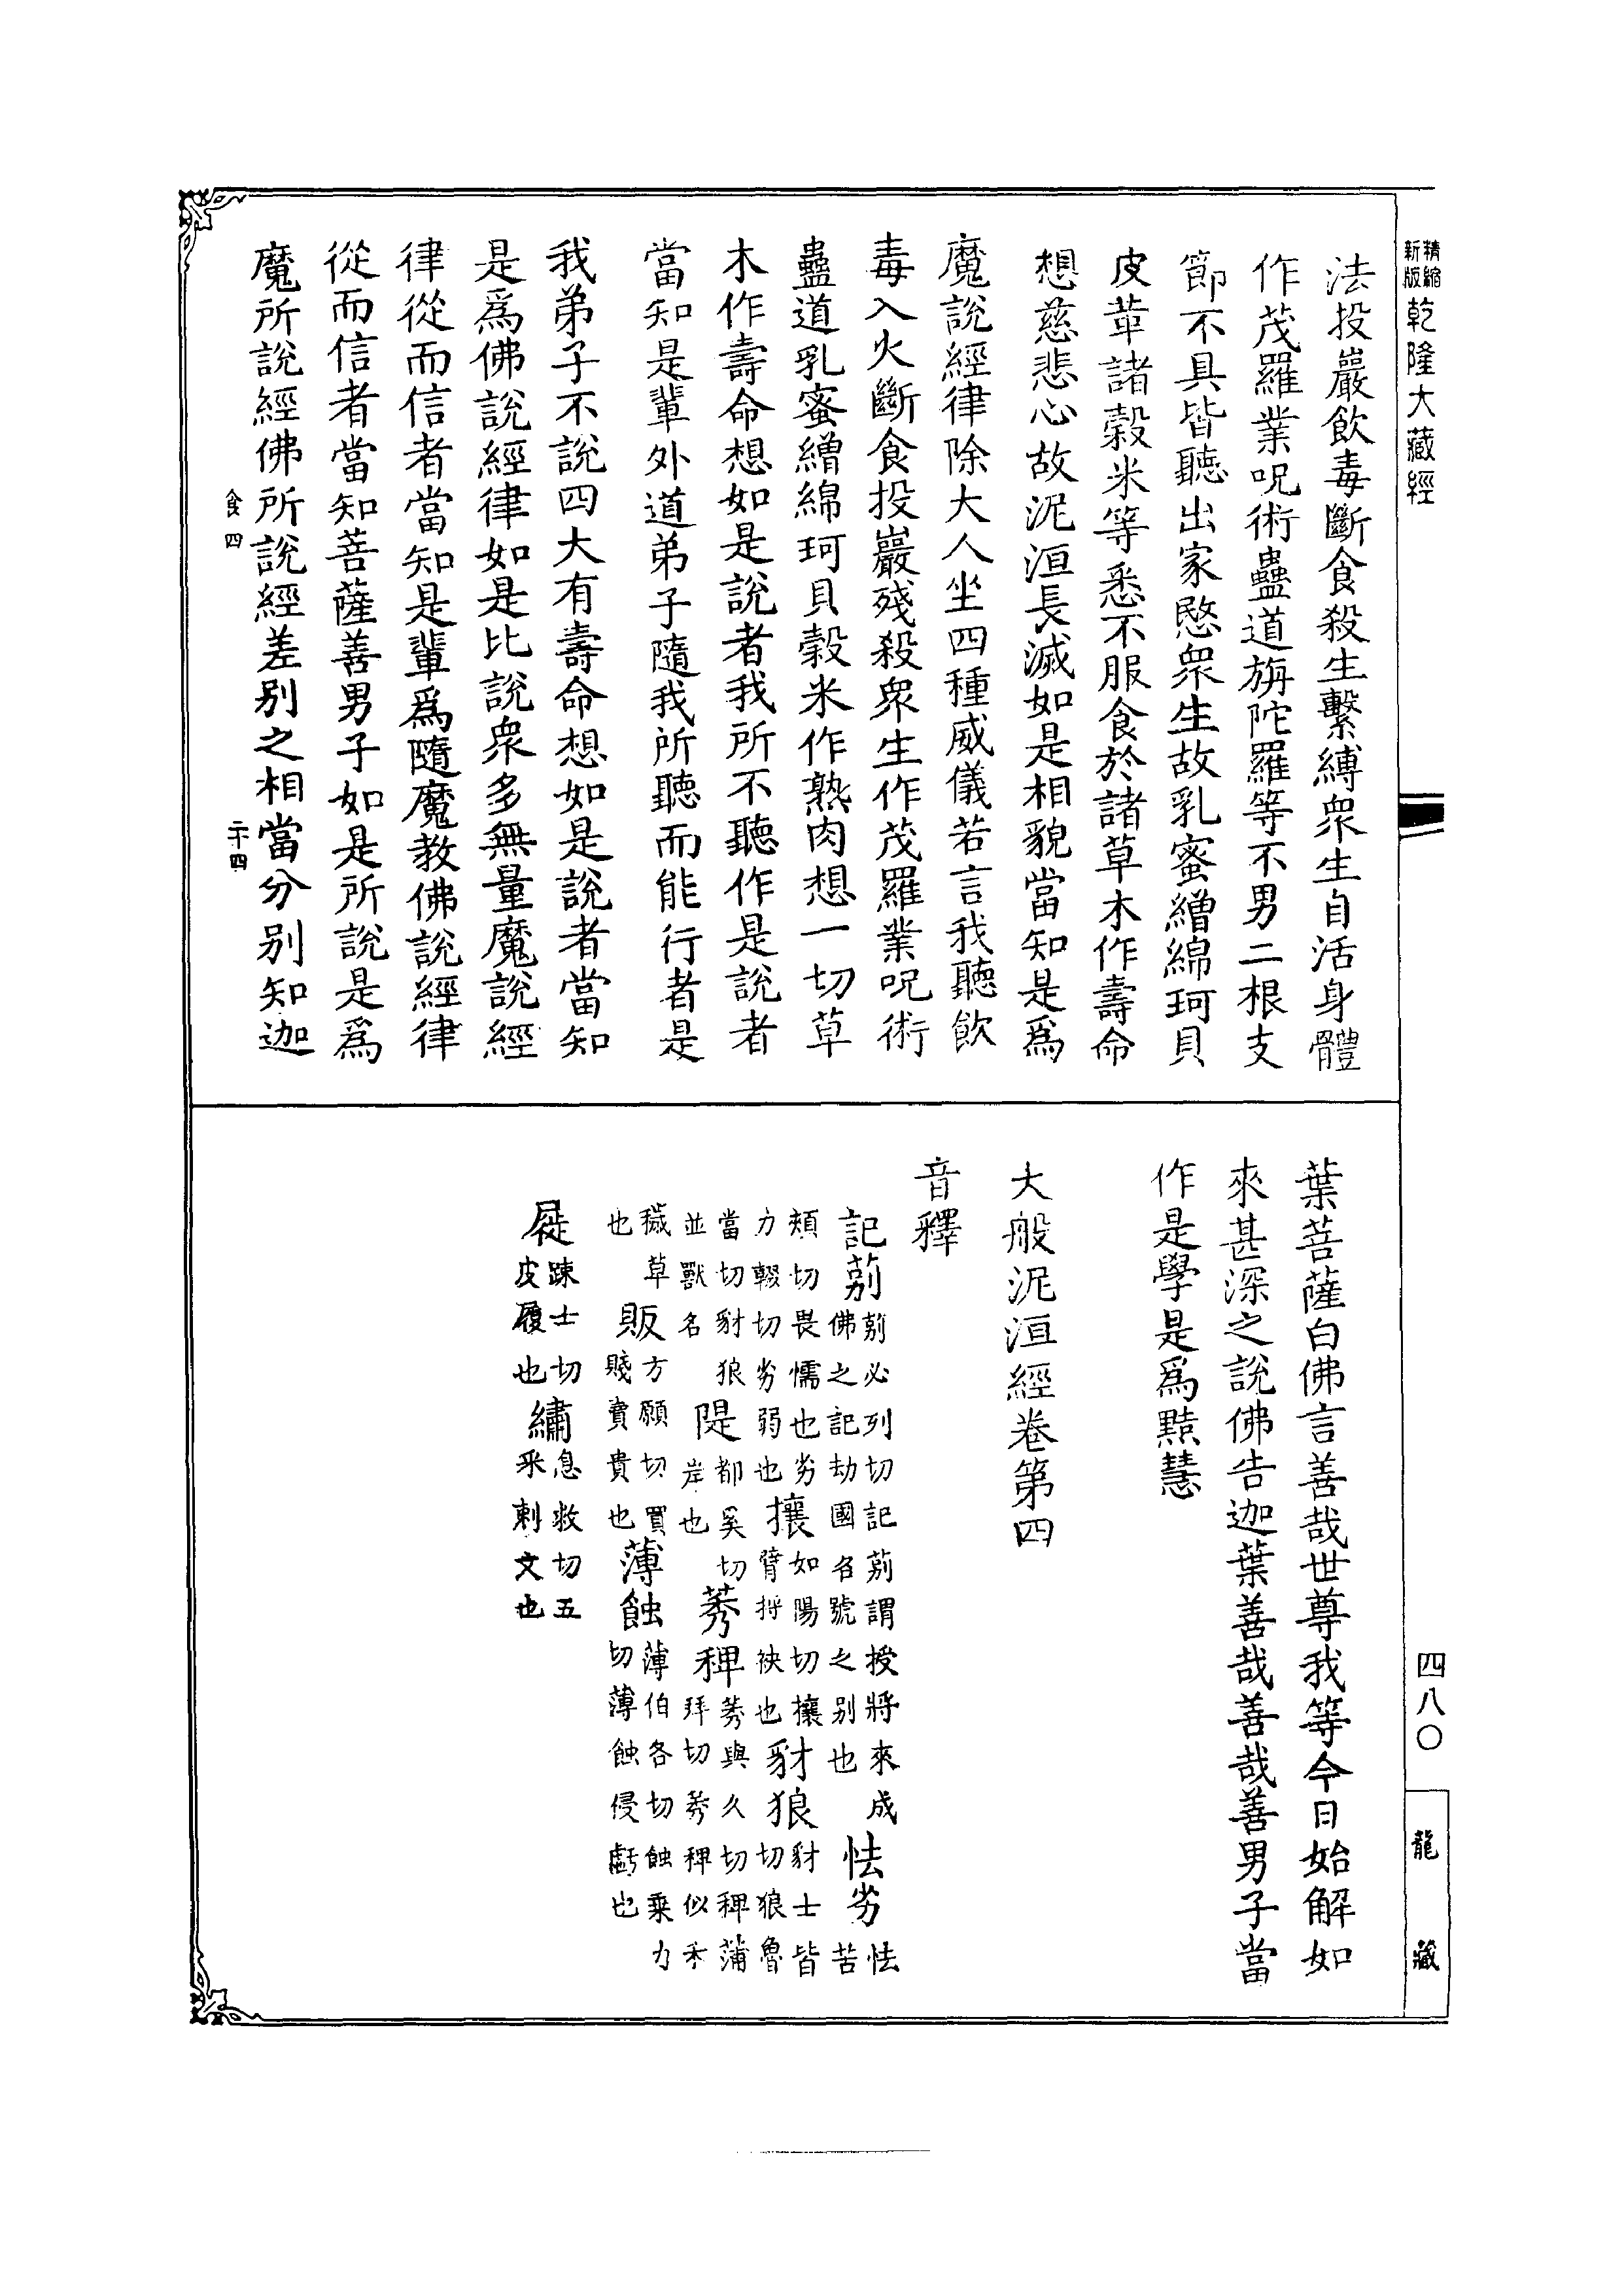 精縮新版乾隆大藏經
法投巖飲毒斷食殺生繫縛眾生自活身體
作茂羅業呪術蠱道旃陀羅等不男二根支
節不具皆聽出家愍眾生故乳蜜繒綿珂貝
皮革諸穀米等悉不服食於諸草木作壽命
想慈悲心故泥洹長滅如是相貌當知是爲
魔說經律除大人坐四種威儀若言我聽飲
毒入火斷食投巖殘殺眾生作茂羅業呪術
蠱道乳蜜繒綿珂貝穀米作熟肉想一切草
木作壽命想如是說者我所不聽作是說者
當知是輩外道弟子隨我所聽而能行者是
我弟子不說四大有壽命想如是說者當知
是爲佛說經律如是比說眾多無量魔說經
律從而信者當知是輩爲隨魔教佛說經律
從而信者當知菩薩善男子如是所說是爲
魔所說經佛所說經差別之相當分別知迦
食四 二十四
葉菩薩白佛言善哉世尊我等今日始解如
來甚深之說佛告迦葉善哉善哉善男子當
作是學是爲黠慧
大般泥洹經卷第四
音釋
記莂莂必列切記莂謂授將來成佛之記劫國名號之別也怯劣怯苦
頰切畏懦也劣力輟切劣弱也攘如陽切攘臂捋袂也豺狼豺士皆切狼魯
當切豺狼並獸名隄都奚切岸也莠稗莠與久切稗蒲拜切莠稗似禾
穢草也販方願切買賤賣貴也薄蝕薄伯各切蝕乘力切薄蝕侵虧也
屣踈士切皮履也繡息救切五采刺文也
四八〇
龍藏